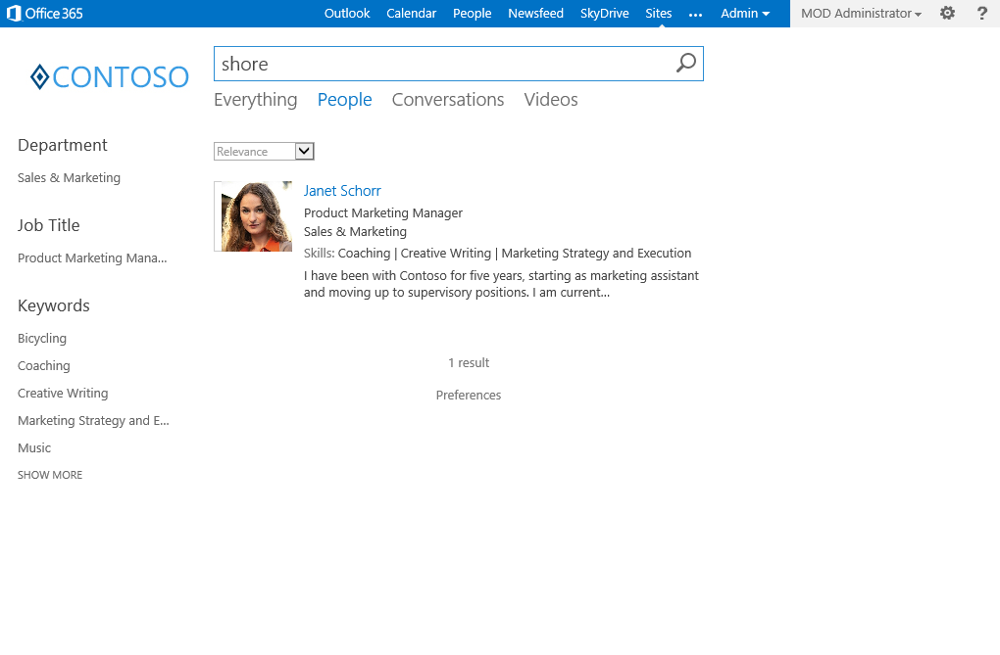 Office 365
Outlook Calendar People Newsfeed SkyDrive Sites ... Admin MOD Administrator ?
shore
CONTOSO
Everything People Conversations Videos
Department
Relevance
Sales & Marketing
Job Title
Product Marketing Mana...
Keywords
Bicycling
Coaching
Creative Writing
Marketing Strategy and E...
Music
SHOW MORE
Janet Schorr
Product Marketing Manager
Sales & Marketing
Skills: Coaching | Creative Writing | Marketing Strategy and Execution
I have been with Contoso for five years, starting as marketing assistant
and moving up to supervisory positions. I am current...
1 result
Preferences